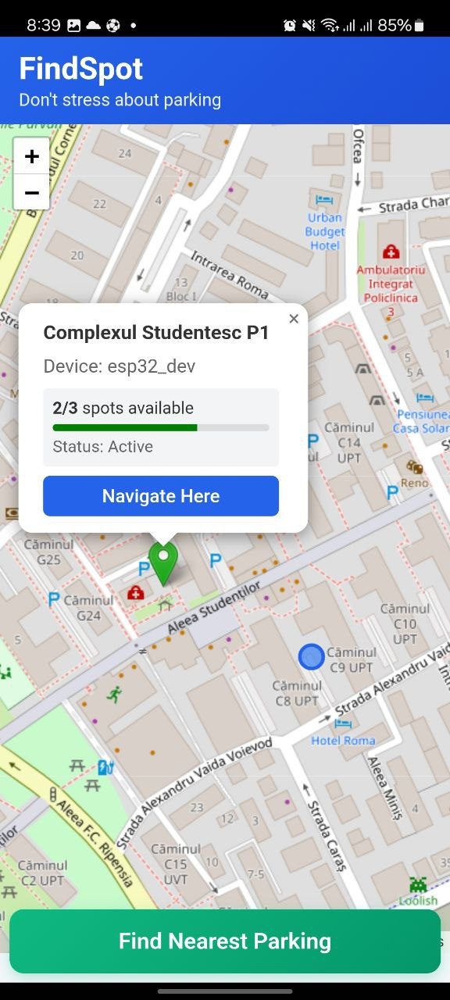 8:39
85%
FindSpot
Don't stress about parking
+
−
24
22
20
4
Ofcea
Strada Char
Urban
Budget
Hotel
Intrarea Roma
13
Bloc I
Ambulatoriu
Integrat
Policlinica
3
×
Complexul Studentesc P1
Device: esp32_dev
2/3 spots available
Status: Active
Navigate Here
5
5 A
Pensiunea
Casa Solar
Căminul
C14
UPT
P
Reno
P
Căminul
G25
P
P
P
Căminul
G24
Aleea Studenților
5
Căminul
C10
UPT
Căminul
C9 UPT
Căminul
C8 UPT
Strada Alexandru Vaid
Hotel Roma
Strada Alexandru Vaida Voievod
Aleea Miniș
Aleea F.C. Ripensia
Strada Caraș
23
12
3
4
Căminul
C15
UVT
10
7-5
Căminul
C2 UPT
Loolish
Find Nearest Parking